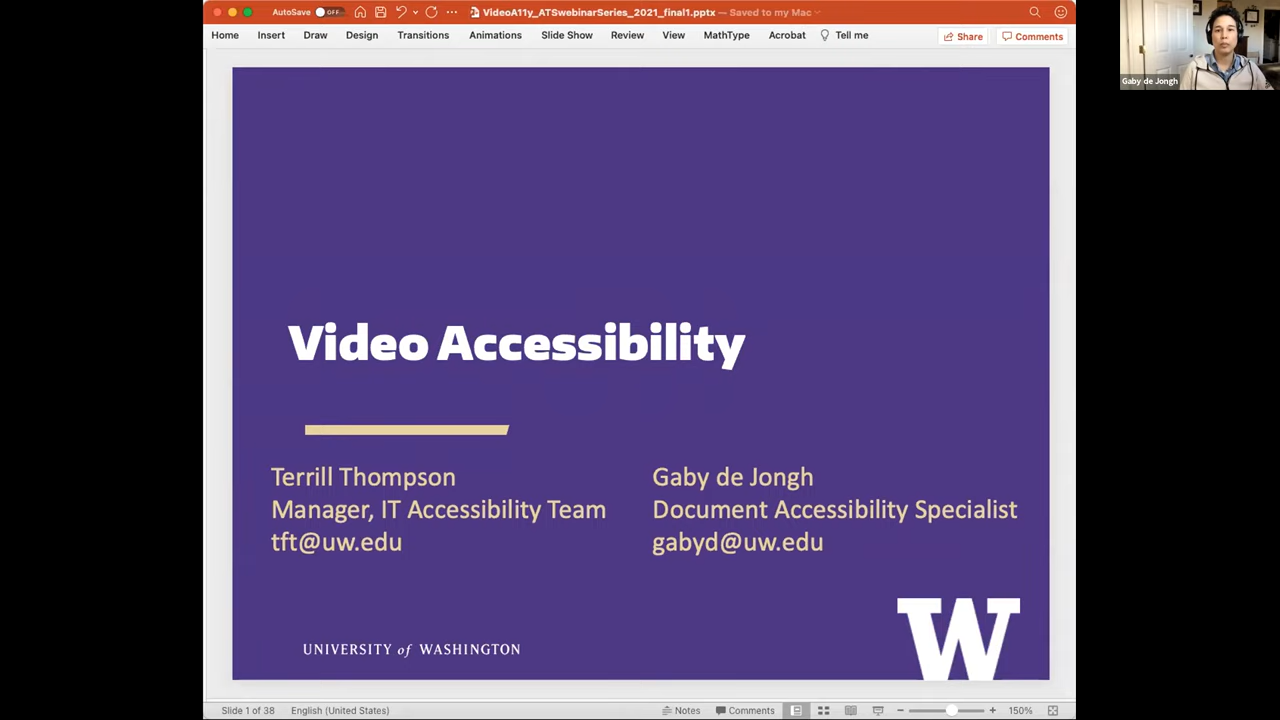 AutoSave OFF VideoA11y_ATSwebinarSeries_2021_final1.pptx — Saved to my Mac
Home Insert Draw Design Transitions Animations Slide Show Review View MathType Acrobat Tell me Share Comments
Gaby de Jongh
Video Accessibility
Terrill Thompson
Manager, IT Accessibility Team
tft@uw.edu
Gaby de Jongh
Document Accessibility Specialist
gabyd@uw.edu
UNIVERSITY of WASHINGTON
W
Slide 1 of 38 English (United States) Notes Comments 150%